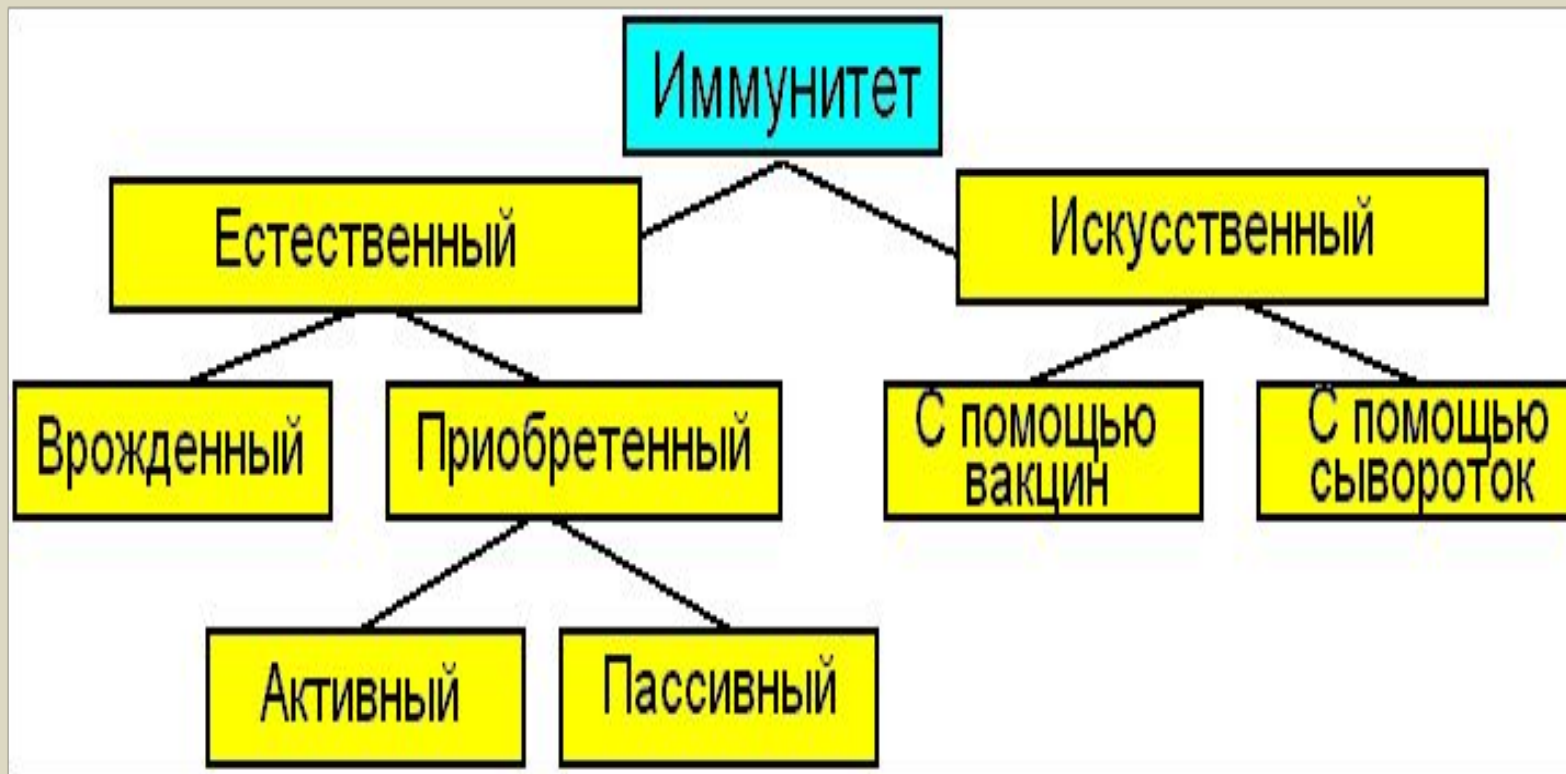 Иммунитет
Естественный
Искусственный
Врожденный
Приобретенный
С помощью
вакцин
С помощью
сывороток
Активный
Пассивный